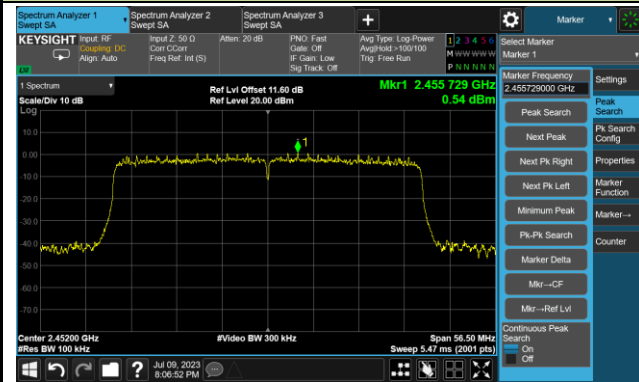 Spectrum Analyzer 1
Swept SA
Spectrum Analyzer 2
Swept SA
Spectrum Analyzer 3
Swept SA
+
Marker
KEYSIGHT
Input: RF
Coupling: DC
Align: Auto
Input Z: 50 Ω
Corr CCorr
Freq Ref: Int (S)
Atten: 20 dB
PNO: Fast
Gate: Off
IF Gain: Low
Sig Track: Off
Avg Type: Log-Power
Avg|Hold:>100/100
Trig: Free Run
1 2 3 4 5 6
M W W W W W
P N N N N N
Select Marker
Marker 1
1 Spectrum
Scale/Div 10 dB
Log
Ref Lvl Offset 11.60 dB
Ref Level 20.00 dBm
Mkr1 2.455 729 GHz
0.54 dBm
10.0
0.00
-10.0
-20.0
-30.0
-40.0
-50.0
-60.0
-70.0
1
Center 2.45200 GHz
#Res BW 100 kHz
#Video BW 300 kHz
Span 56.50 MHz
Sweep 5.47 ms (2001 pts)
Marker Frequency
2.455729000 GHz
Peak Search
Next Peak
Next Pk Right
Next Pk Left
Minimum Peak
Pk-Pk Search
Marker Delta
Mkr→CF
Mkr→Ref Lvl
Continuous Peak Search
On
Off
Settings
Peak Search
Pk Search Config
Properties
Marker Function
Marker→
Counter
?
Jul 09, 2023
8:06:52 PM